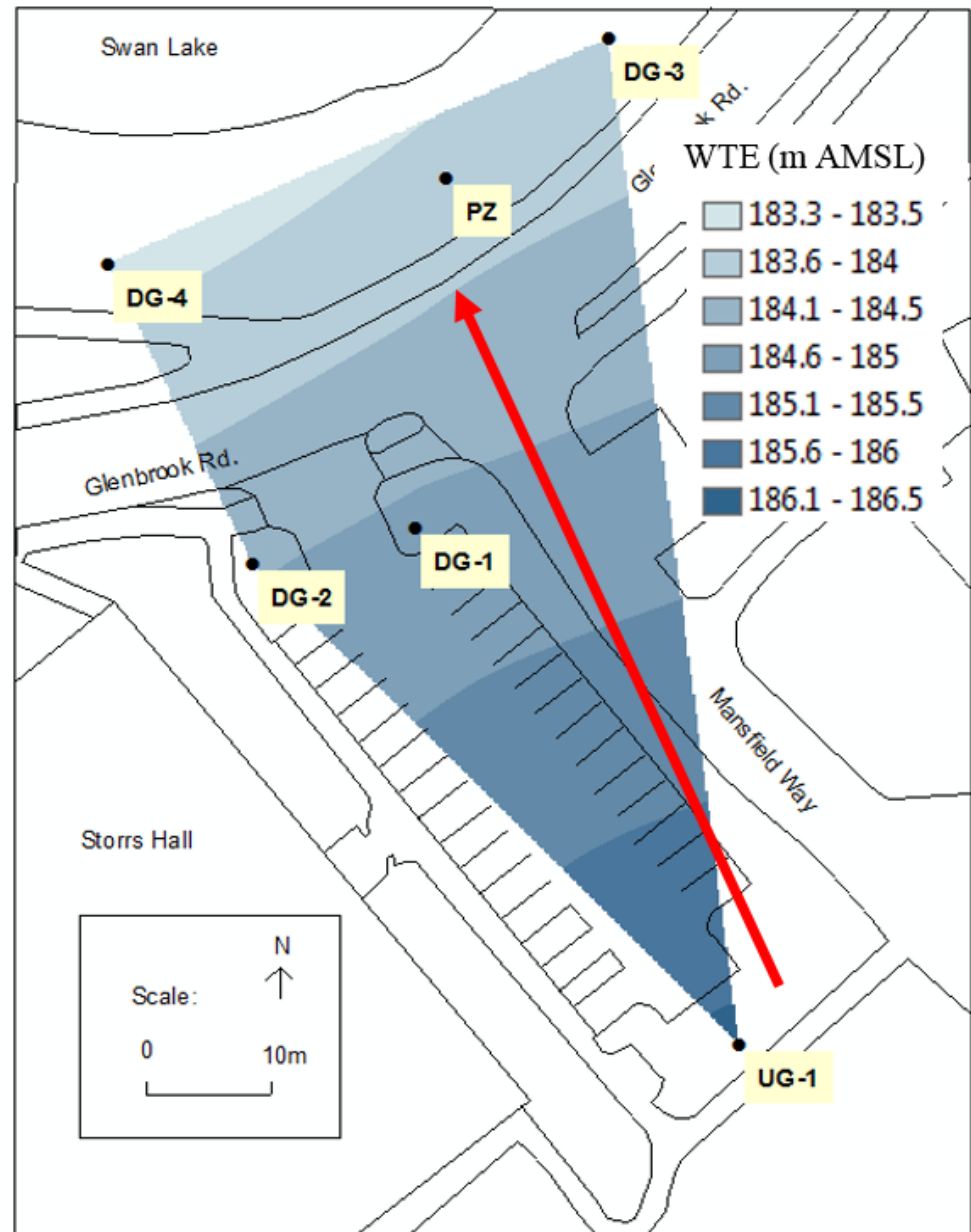 Swan Lake
DG-3
Rd.
WTE (m AMSL)
183.3 - 183.5
183.6 - 184
184.1 - 184.5
184.6 - 185
185.1 - 185.5
185.6 - 186
186.1 - 186.5
PZ
DG-4
Glenbrook Rd.
DG-1
DG-2
Mansfield Way
Storrs Hall
N
Scale:
0 10m
UG-1